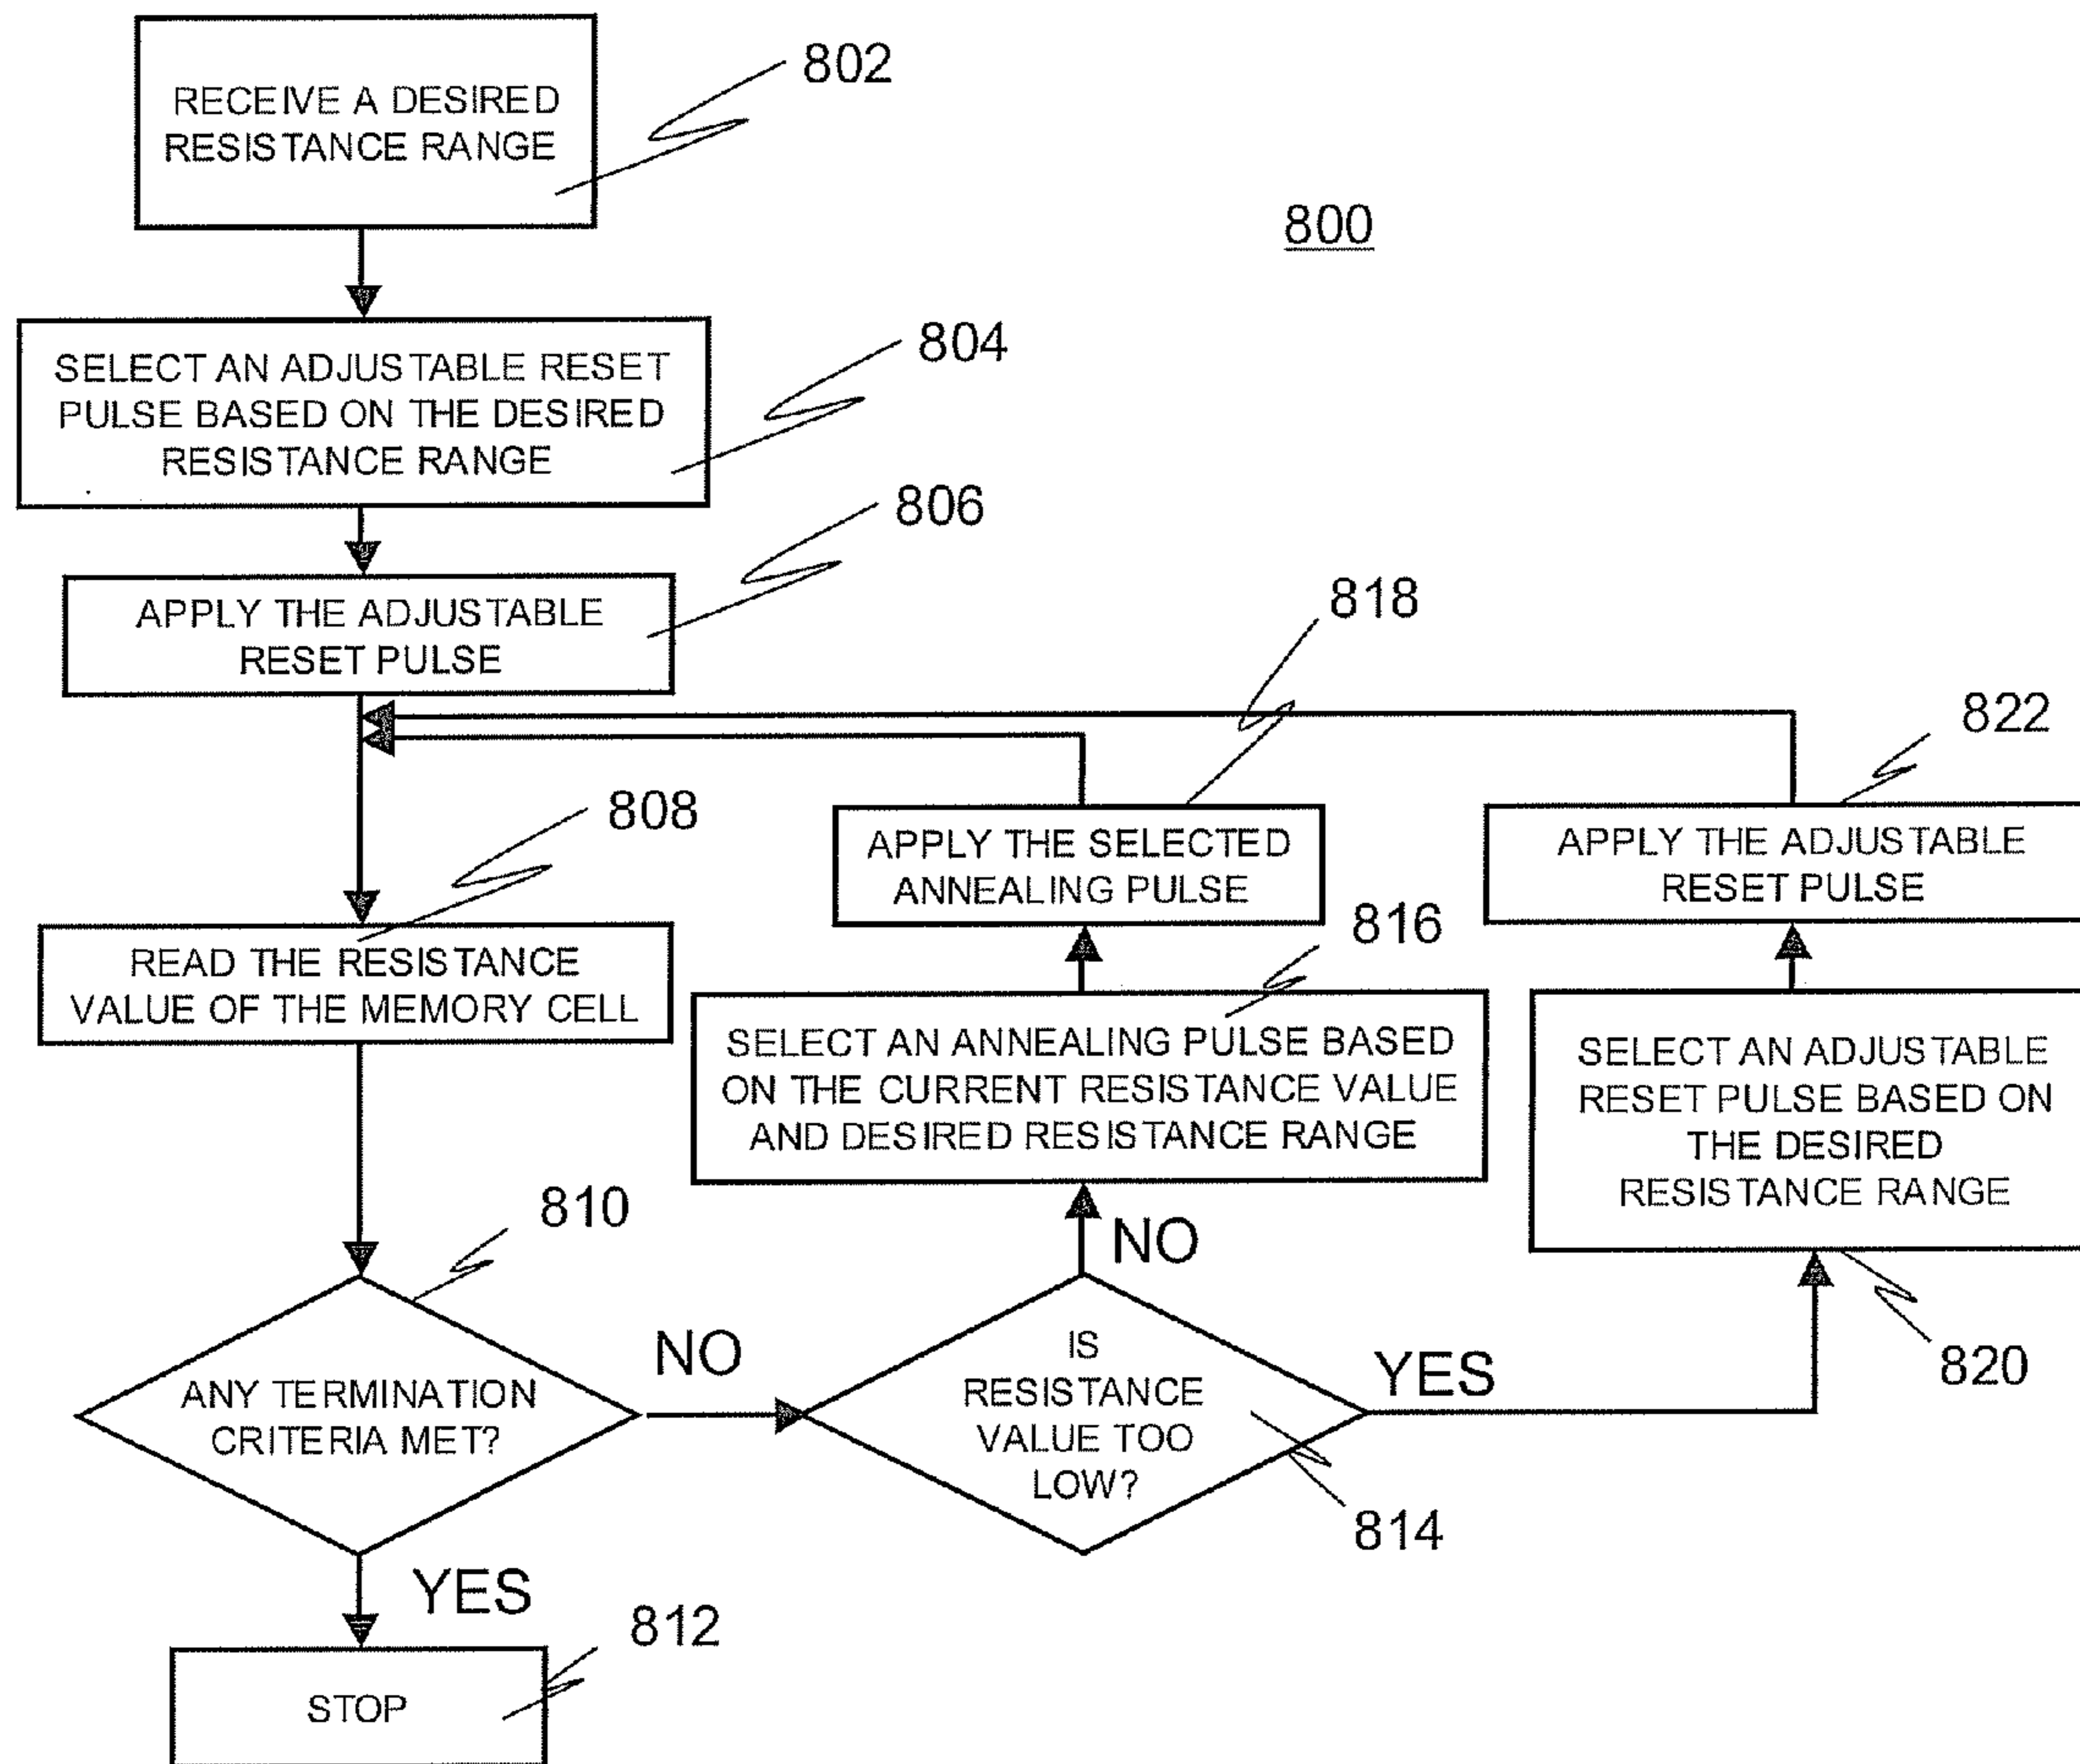 RECEIVE A DESIRED
RESISTANCE RANGE
802
800
SELECT AN ADJUSTABLE RESET
PULSE BASED ON THE DESIRED
RESISTANCE RANGE
804
APPLY THE ADJUSTABLE
RESET PULSE
806
READ THE RESISTANCE
VALUE OF THE MEMORY CELL
808
ANY TERMINATION
CRITERIA MET?
810
YES
STOP
812
NO
IS
RESISTANCE
VALUE TOO
LOW?
814
NO
SELECT AN ANNEALING PULSE BASED
ON THE CURRENT RESISTANCE VALUE
AND DESIRED RESISTANCE RANGE
816
APPLY THE SELECTED
ANNEALING PULSE
818
YES
SELECT AN ADJUSTABLE
RESET PULSE BASED ON
THE DESIRED
RESISTANCE RANGE
820
APPLY THE ADJUSTABLE
RESET PULSE
822